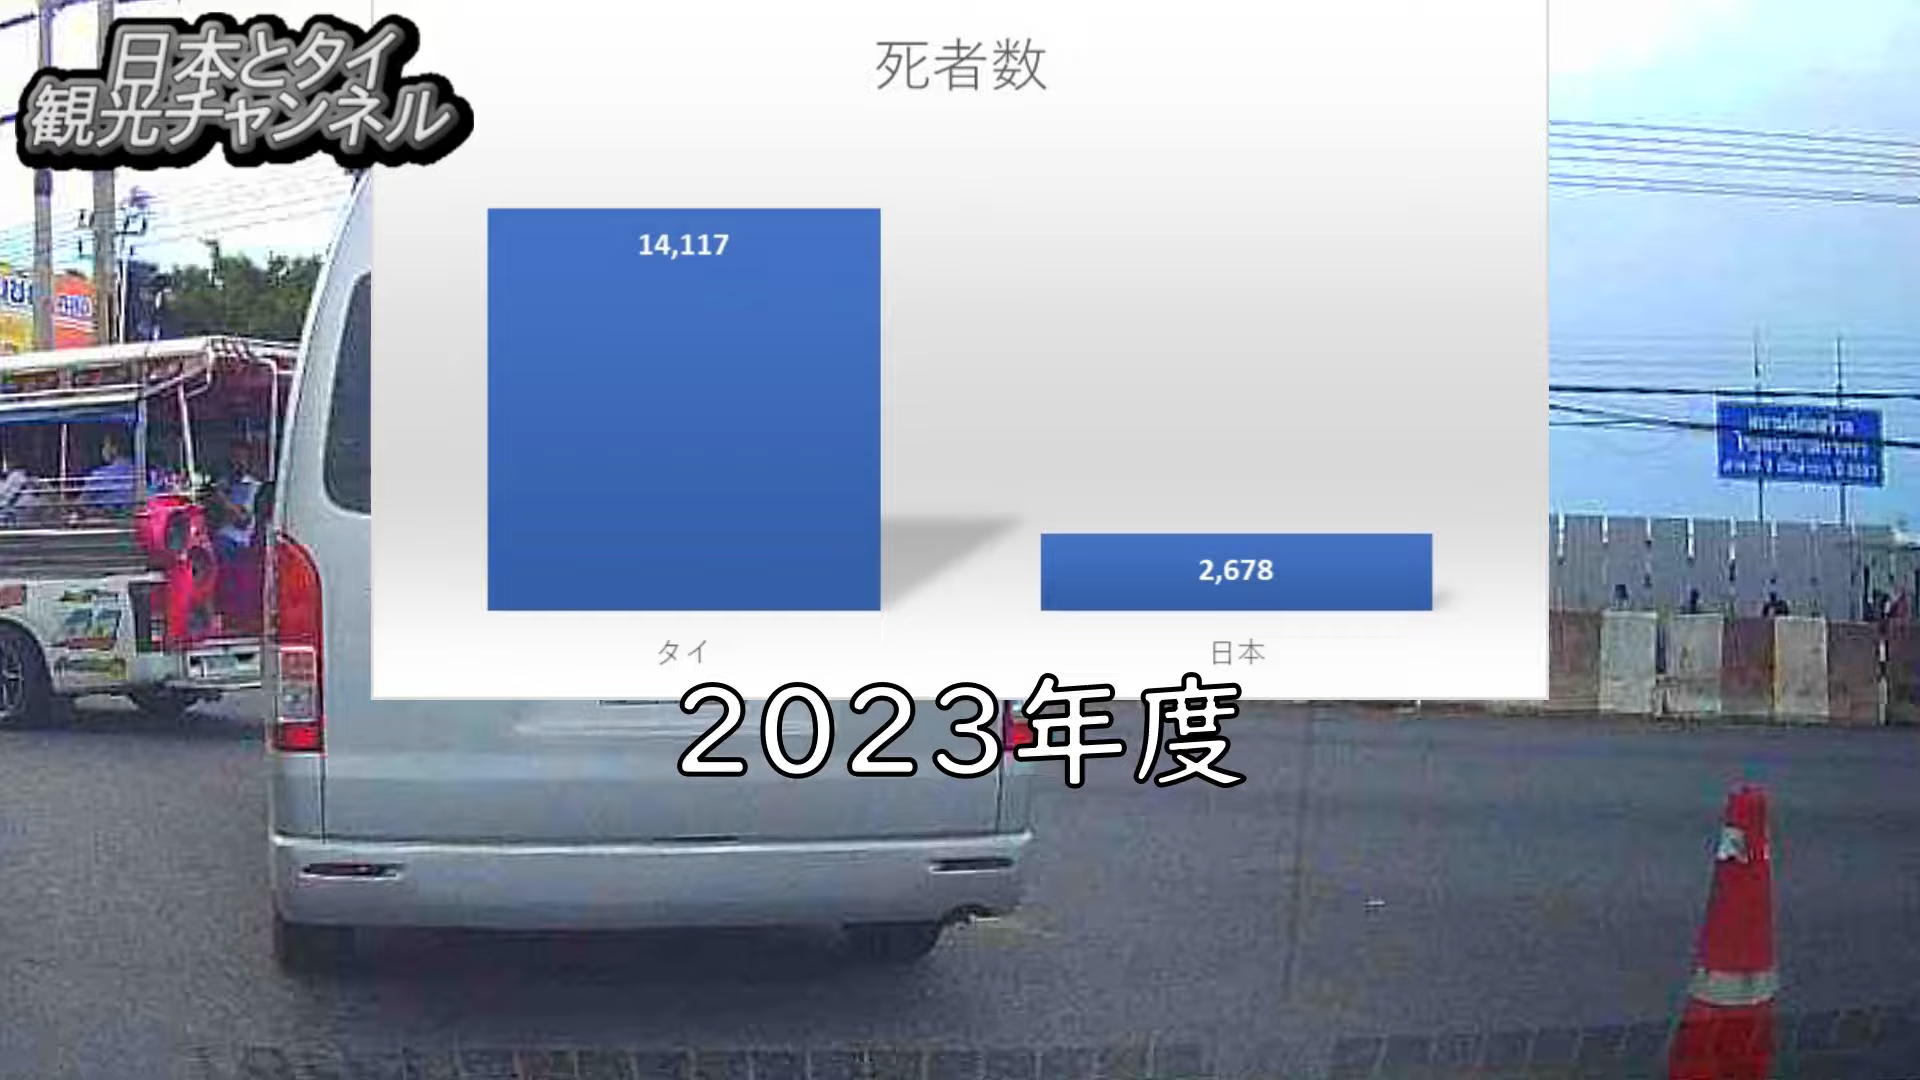 日本とタイ
観光チャンネル
死者数
14,117
2,678
タイ
日本
2023年度